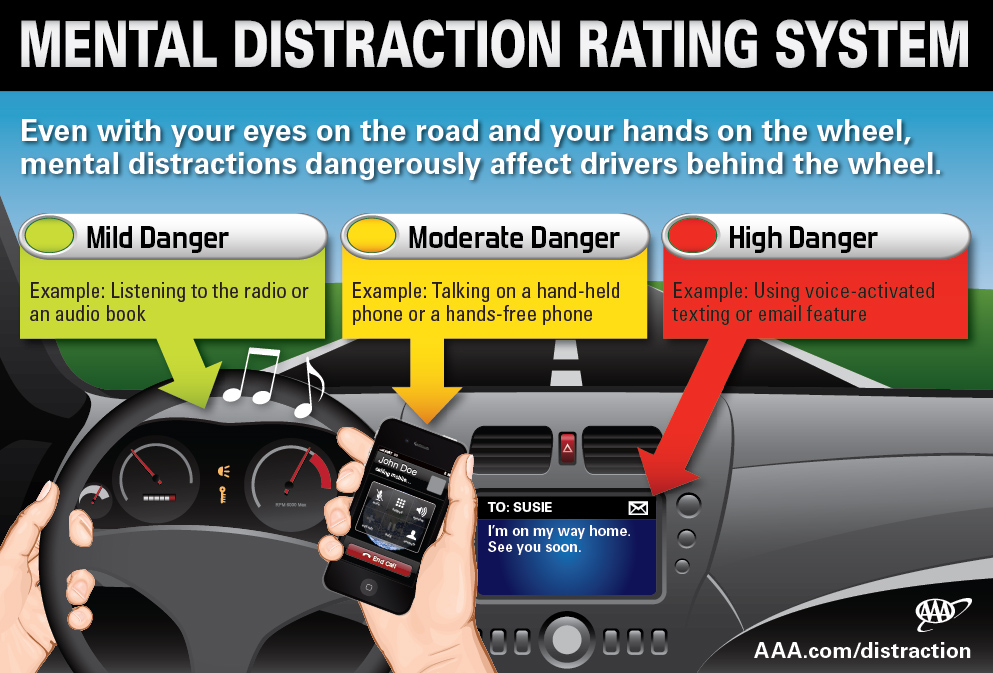 MENTAL DISTRACTION RATING SYSTEM
Even with your eyes on the road and your hands on the wheel,
mental distractions dangerously affect drivers behind the wheel.
Mild Danger
Example: Listening to the radio or
an audio book
Moderate Danger
Example: Talking on a hand-held
phone or a hands-free phone
High Danger
Example: Using voice-activated
texting or email feature
John Doe
calling mobile...
End Call
TO: SUSIE
I'm on my way home.
See you soon.
AAA
AAA.com/distraction